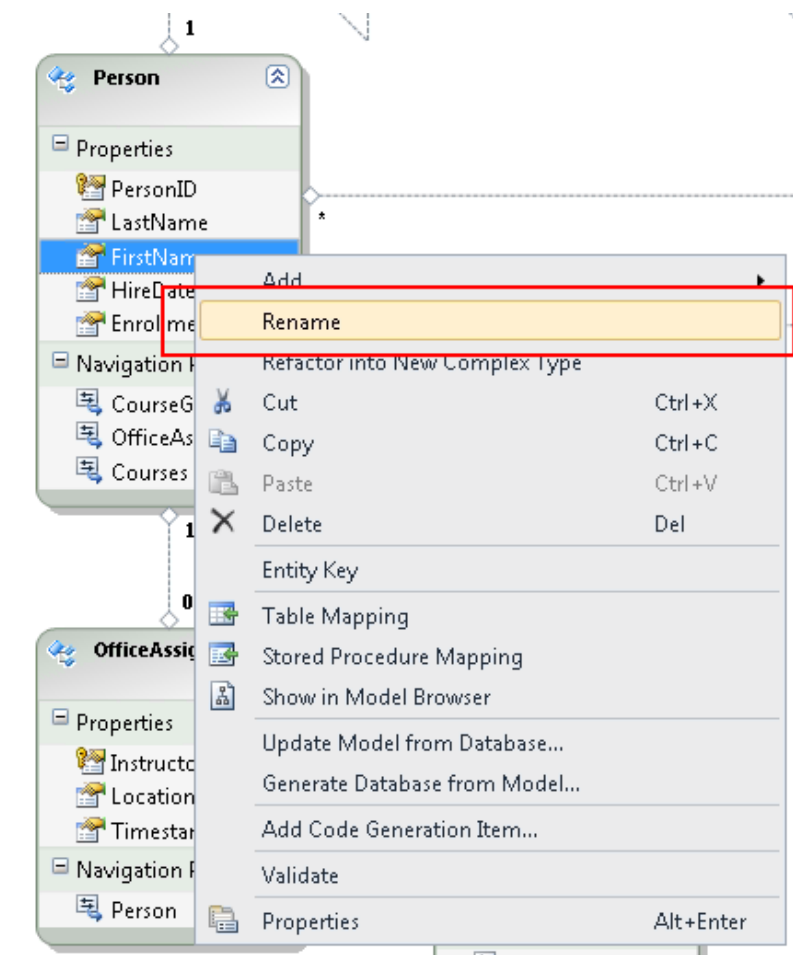 1
Person
Properties
PersonID
LastName
*
FirstNam
Add
HireDate
Rename
Enrol me
Refactor into New Complex Type
Navigation
CourseG
Cut Ctrl+X
OfficeAs
Copy Ctrl+C
Courses
Paste Ctrl+V
1
Delete Del
Entity Key
0
Table Mapping
OfficeAssig
Stored Procedure Mapping
Show in Model Browser
Properties
Update Model from Database...
Instructo
Generate Database from Model...
Location
Timestar
Add Code Generation Item...
Navigation
Validate
Person
Properties Alt+Enter